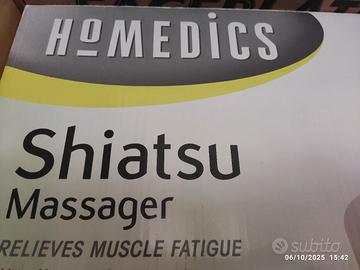 HoMEDICS
Shiatsu
Massager
RELIEVES MUSCLE FATIGUE
subito
06/10/2025 15:42